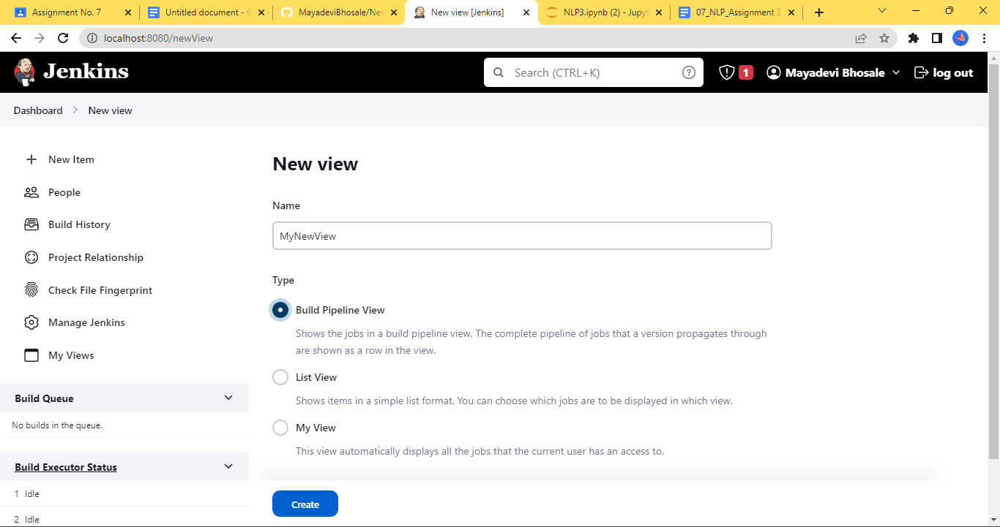 Assignment No. 7
Untitled document - G
MayadeviBhosale/New
New view [Jenkins]
NLP3.ipynb (2) - Jupyt
07_NLP_Assignment 3
localhost:8080/newView
Jenkins
Search (CTRL+K)
1
Mayadevi Bhosale
log out
Dashboard
New view
New Item
People
Build History
Project Relationship
Check File Fingerprint
Manage Jenkins
My Views
Build Queue
No builds in the queue.
Build Executor Status
1 Idle
2 Idle
New view
Name
MyNewView
Type
Build Pipeline View
Shows the jobs in a build pipeline view. The complete pipeline of jobs that a version propagates through
are shown as a row in the view.
List View
Shows items in a simple list format. You can choose which jobs are to be displayed in which view.
My View
This view automatically displays all the jobs that the current user has an access to.
Create